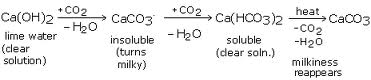 Ca(OH)2 +CO2 -H2O CaCO3 +CO2 -H2O Ca(HCO3)2 heat -CO2 -H2O CaCO3
lime water
(clear
solution)
insoluble
(turns
milky)
soluble
(clear soln.)
milkiness
reappears